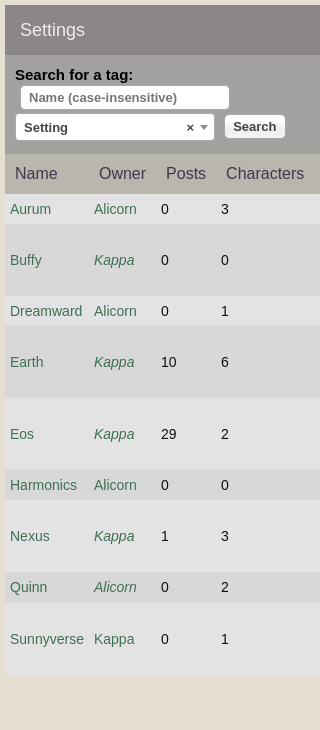 Settings
Search for a tag:
Name (case-insensitive)
Setting × Search
Name Owner Posts Characters
Aurum Alicorn 0 3
Buffy Kappa 0 0
Dreamward Alicorn 0 1
Earth Kappa 10 6
Eos Kappa 29 2
Harmonics Alicorn 0 0
Nexus Kappa 1 3
Quinn Alicorn 0 2
Sunnyverse Kappa 0 1